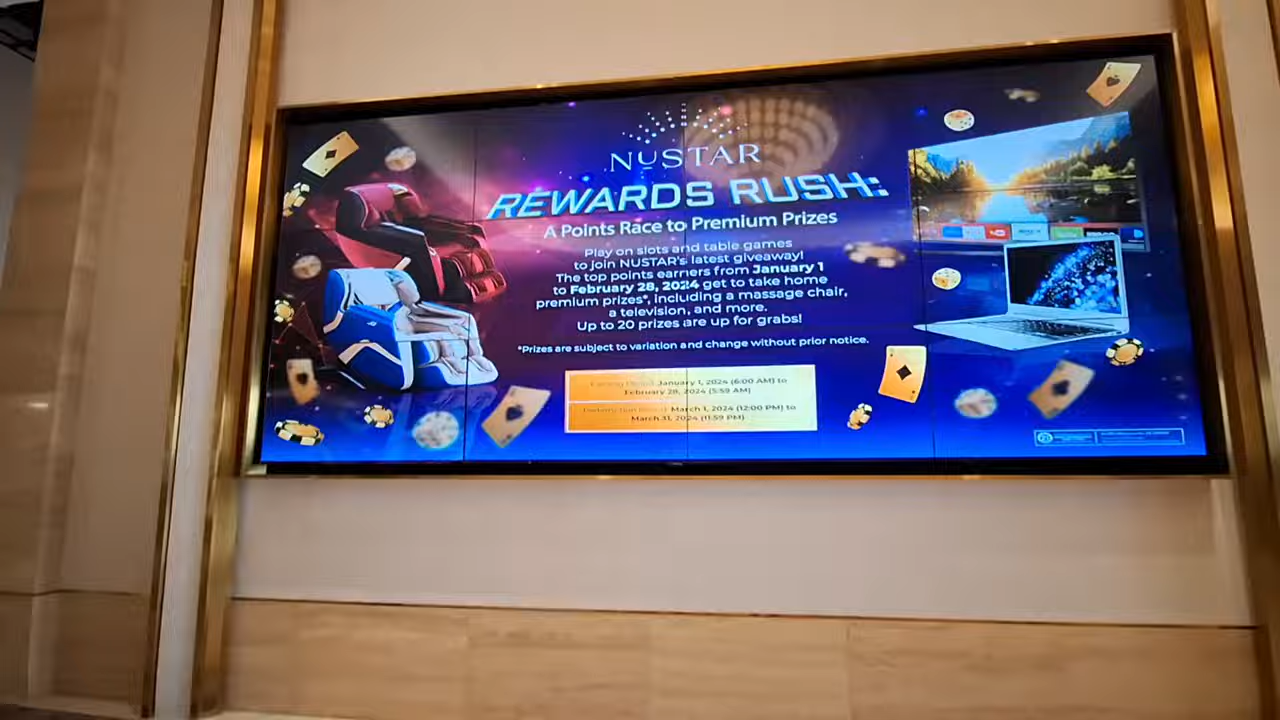 NUSTAR
REWARDS RUSH:
A Points Race to Premium Prizes
Play on slots and table games
to join NUSTAR's latest giveaway!
The top points earners from January 1
to February 28, 2024 get to take home
premium prizes*, including a massage chair,
a television, and more.
Up to 20 prizes are up for grabs!
*Prizes are subject to variation and change without prior notice.
January 1, 2024 (6:00 AM) to
February 28, 2024 (5:59 AM)
March 1, 2024 (12:00 PM) to
March 31, 2024 (11:59 PM)